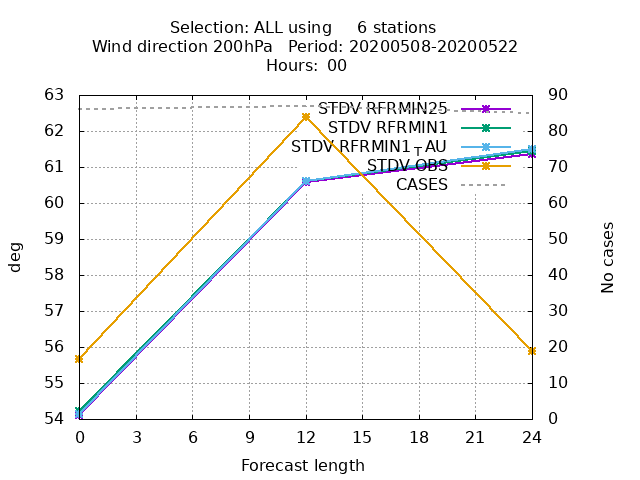 Selection: ALL using     6 stations
Wind direction 200hPa   Period: 20200508-20200522
Hours: 00
63 90
STDV RFRMIN25
62 80
STDV RFRMIN1
STDV RFRMIN1_T AU
61 70
STDV OBS
CASES
60 60
59 50
deg
No cases
58 40
57 30
56 20
55 10
54 0
0 3 6 9 12 15 18 21 24
Forecast length